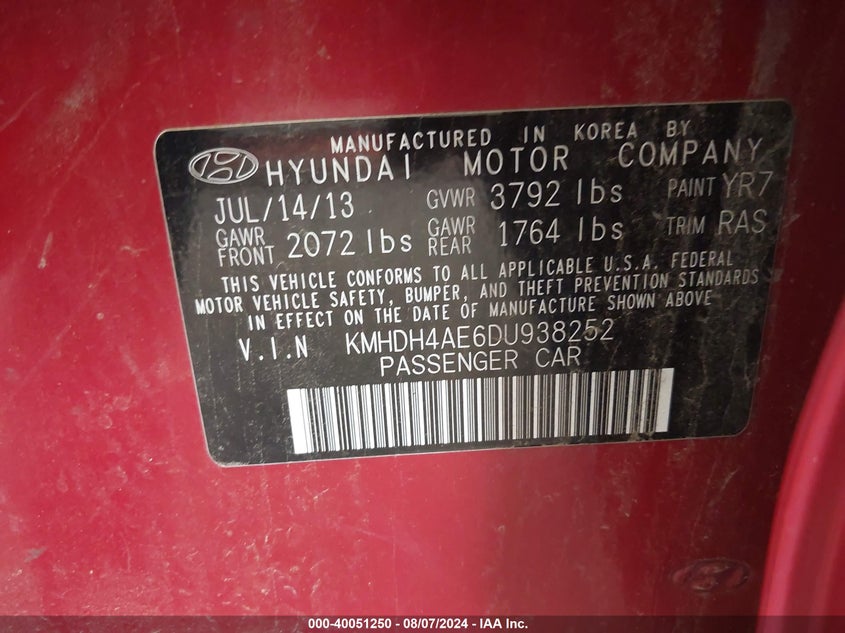 MANUFACTURED IN KOREA BY
HYUNDAI MOTOR COMPANY
JUL/14/13 GVWR 3792 lbs PAINT YR7
GAWR FRONT 2072 lbs GAWR REAR 1764 lbs TRIM RAS
THIS VEHICLE CONFORMS TO ALL APPLICABLE U.S.A. FEDERAL
MOTOR VEHICLE SAFETY, BUMPER, AND THEFT PREVENTION STANDARDS
IN EFFECT ON THE DATE OF MANUFACTURE SHOWN ABOVE
V.I.N KMHDH4AE6DU938252
PASSENGER CAR
000-40051250 - 08/07/2024 - IAA Inc.